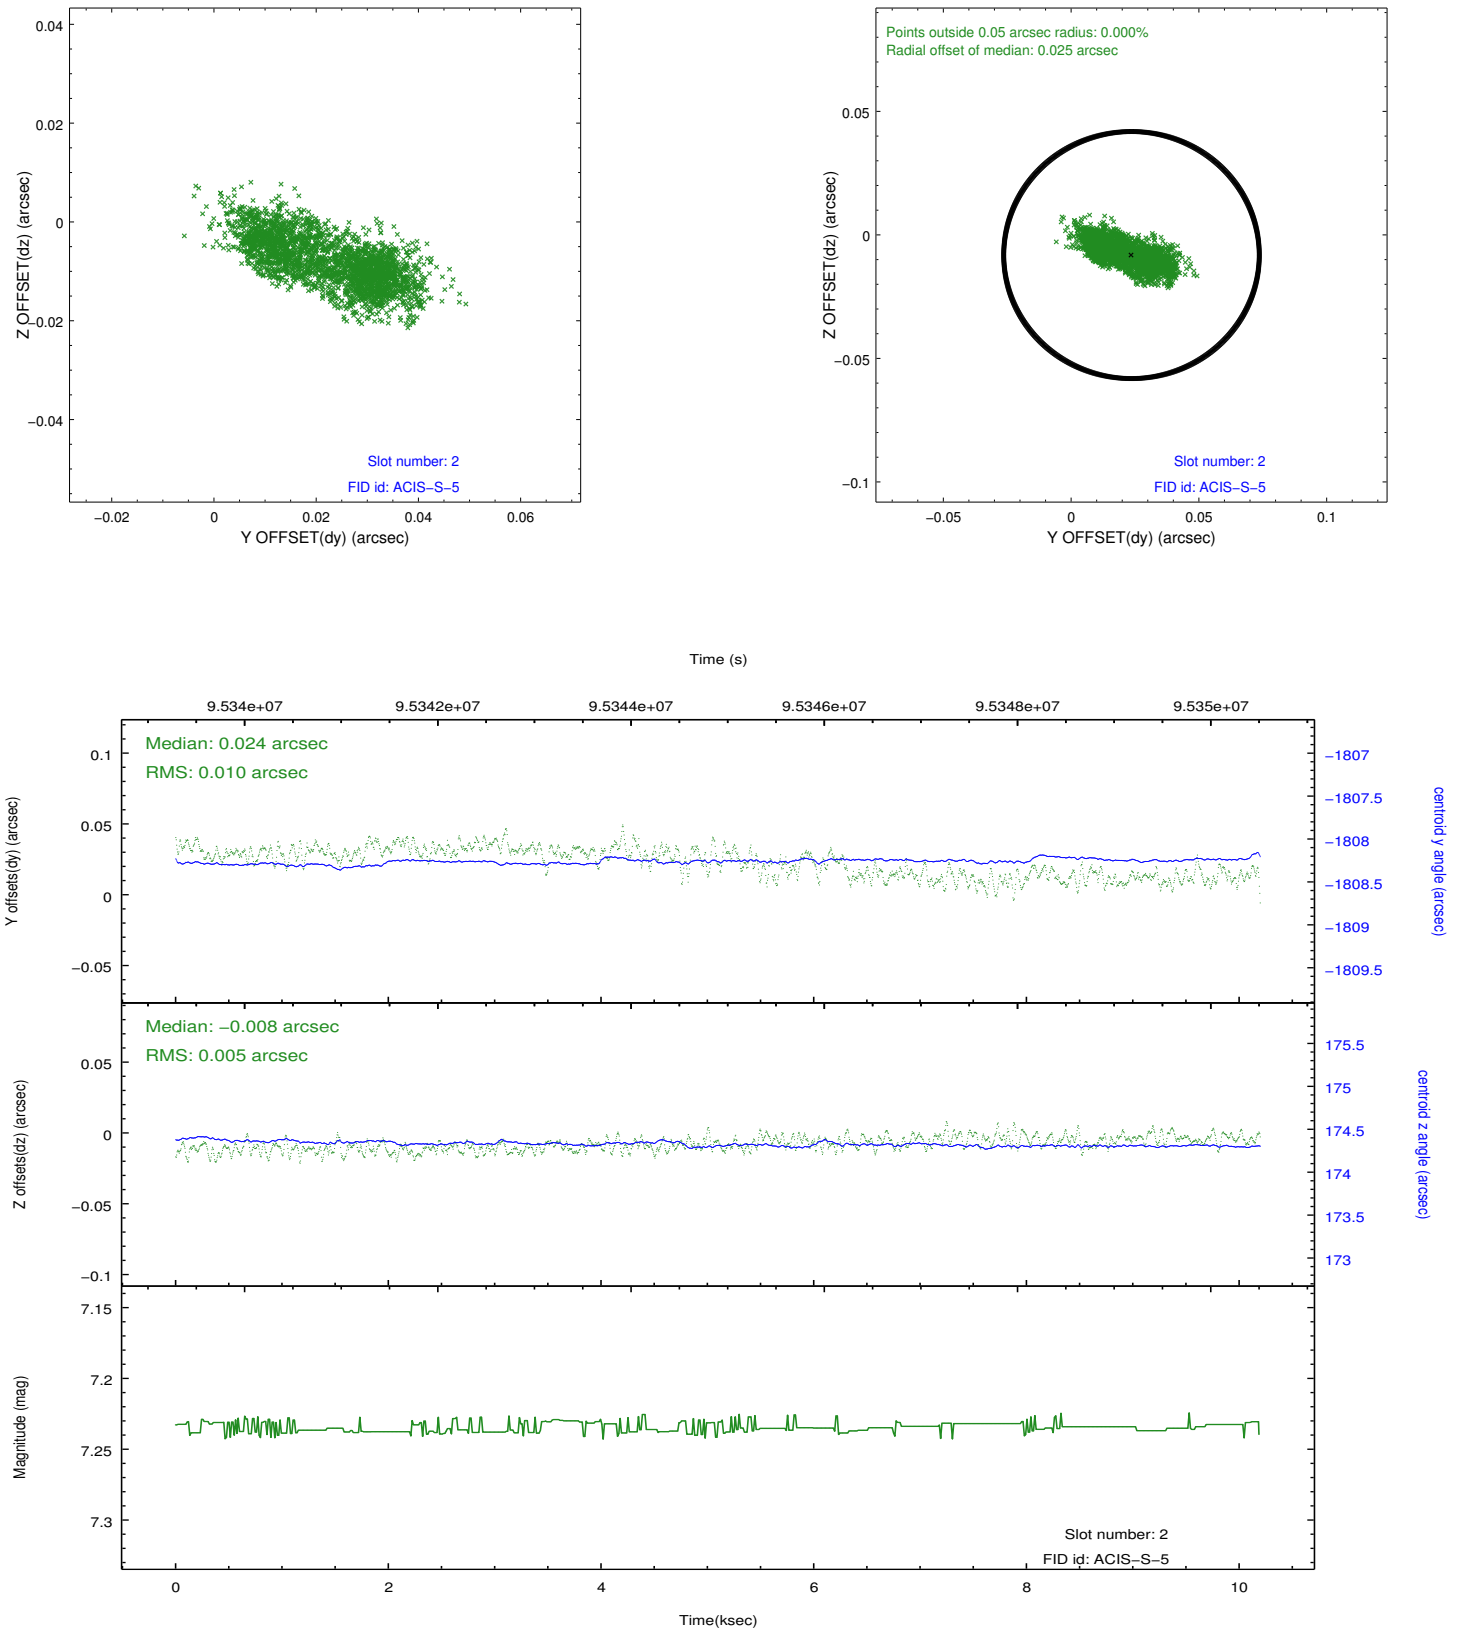 0.04
0.02
0
−0.02
−0.04
Z OFFSET(dz) (arcsec)
Slot number: 2
FID id: ACIS−S−5
−0.02
0
0.02
0.04
0.06
Y OFFSET(dy) (arcsec)
Points outside 0.05 arcsec radius: 0.000%
Radial offset of median: 0.025 arcsec
0.05
0
−0.05
−0.1
Z OFFSET(dz) (arcsec)
Slot number: 2
FID id: ACIS−S−5
−0.05
0
0.05
0.1
Y OFFSET(dy) (arcsec)
Time (s)
9.534e+07
9.5342e+07
9.5344e+07
9.5346e+07
9.5348e+07
9.535e+07
Median: 0.024 arcsec
RMS: 0.010 arcsec
0.1
0.05
0
−0.05
Y offsets(dy) (arcsec)
−1807
−1807.5
−1808
−1808.5
−1809
−1809.5
centroid y angle (arcsec)
Median: −0.008 arcsec
RMS: 0.005 arcsec
0.05
0
−0.05
−0.1
Z offsets(dz) (arcsec)
175.5
175
174.5
174
173.5
173
centroid z angle (arcsec)
7.15
7.2
7.25
7.3
Magnitude (mag)
Slot number: 2
FID id: ACIS−S−5
0
2
4
6
8
10
Time(ksec)